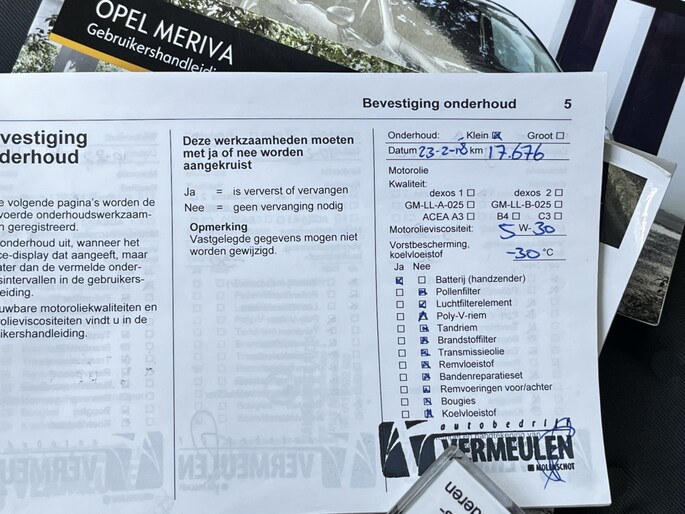 OPEL MERIVA
Gebruikershandleidi
Bevestiging onderhoud 5
vestiging
derhoud
e volgende pagina's worden de
voerde onderhoudswerkzaam-
n geregistreerd.
onderhoud uit, wanneer het
ce-display dat aangeeft, maar
ater dan de vermelde onder-
sintervallen in de gebruikers-
leiding.
uwbare motoroliekwaliteiten en
rolieviscositeiten vindt u in de
ikershandleiding.
Deze werkzaamheden moeten
met ja of nee worden
aangekruist
Ja = is ververst of vervangen
Nee = geen vervanging nodig
Opmerking
Vastgelegde gegevens mogen niet
worden gewijzigd.
Onderhoud: Klein ☒ Groot ☐
Datum 23-2-18 km 17.676
Motorolie
Kwaliteit:
dexos 1 ☐ dexos 2 ☐
GM-LL-A-025 ☐ GM-LL-B-025 ☐
ACEA A3 ☐ B4 ☐ C3 ☐
Motorolieviscositeit: 5 W-30
Vorstbescherming,
koelvloeistof -30 °C
Ja Nee
☒ ☐ Batterij (handzender)
☐ ☒ Pollenfilter
☐ ☒ Luchtfilterelement
☐ ☒ Poly-V-riem
☐ ☒ Tandriem
☐ ☒ Brandstoffilter
☐ ☒ Transmissieolie
☐ ☒ Remvloeistof
☐ ☒ Bandenreparatieset
☐ ☒ Remvoeringen voor/achter
☐ ☒ Bougies
☐ ☒ Koelvloeistof
autobedrijf
VERMEULEN
MOLENSCHOT
deren